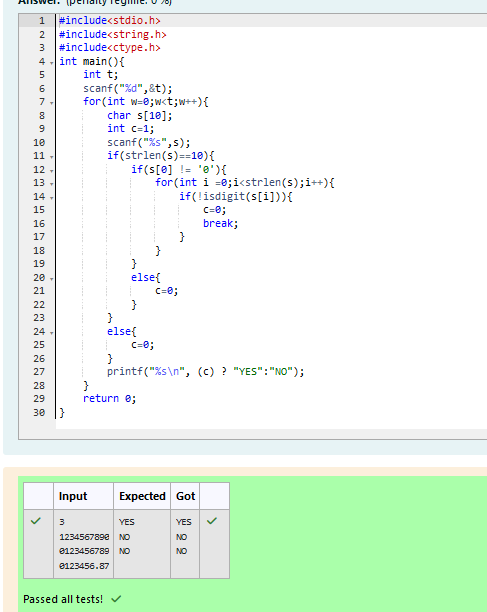 Answer: (penalty regime: 0 %)
1 #include<stdio.h>
2 #include<string.h>
3 #include<ctype.h>
4 int main(){
5     int t;
6     scanf("%d",&t);
7     for(int w=0;w<t;w++){
8         char s[10];
9         int c=1;
10         scanf("%s",s);
11         if(strlen(s)==10){
12             if(s[0] != '0'){
13                 for(int i =0;i<strlen(s);i++){
14                     if(!isdigit(s[i])){
15                         c=0;
16                         break;
17                     }
18                 }
19             }
20             else{
21                 c=0;
22             }
23         }
24         else{
25             c=0;
26         }
27         printf("%s\n", (c) ? "YES":"NO");
28     }
29     return 0;
30 }
Input Expected Got
3 YES YES
1234567890 NO NO
0123456789 NO NO
0123456.87
Passed all tests!